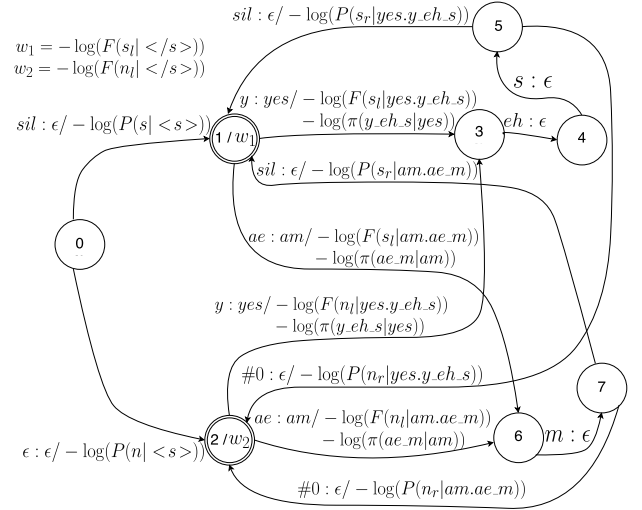 sil : ϵ/ − log(P(s_r|yes.y_eh_s))
5
w_1 = − log(F(s_l| </s>))
w_2 = − log(F(n_l| </s>))
s : ϵ
y : yes/ − log(F(s_l|yes.y_eh_s))
− log(π(y_eh_s|yes))
sil : ϵ/ − log(P(s| <s>))
1 / w_1
3
eh : ϵ
4
sil : ϵ/ − log(P(s_r|am.ae_m))
0
ae : am/ − log(F(s_l|am.ae_m))
− log(π(ae_m|am))
y : yes/ − log(F(n_l|yes.y_eh_s))
− log(π(y_eh_s|yes))
#0 : ϵ/ − log(P(n_r|yes.y_eh_s))
7
ae : am/ − log(F(n_l|am.ae_m))
− log(π(ae_m|am))
2 / w_2
6
m : ϵ
ϵ : ϵ/ − log(P(n| <s>))
#0 : ϵ/ − log(P(n_r|am.ae_m))